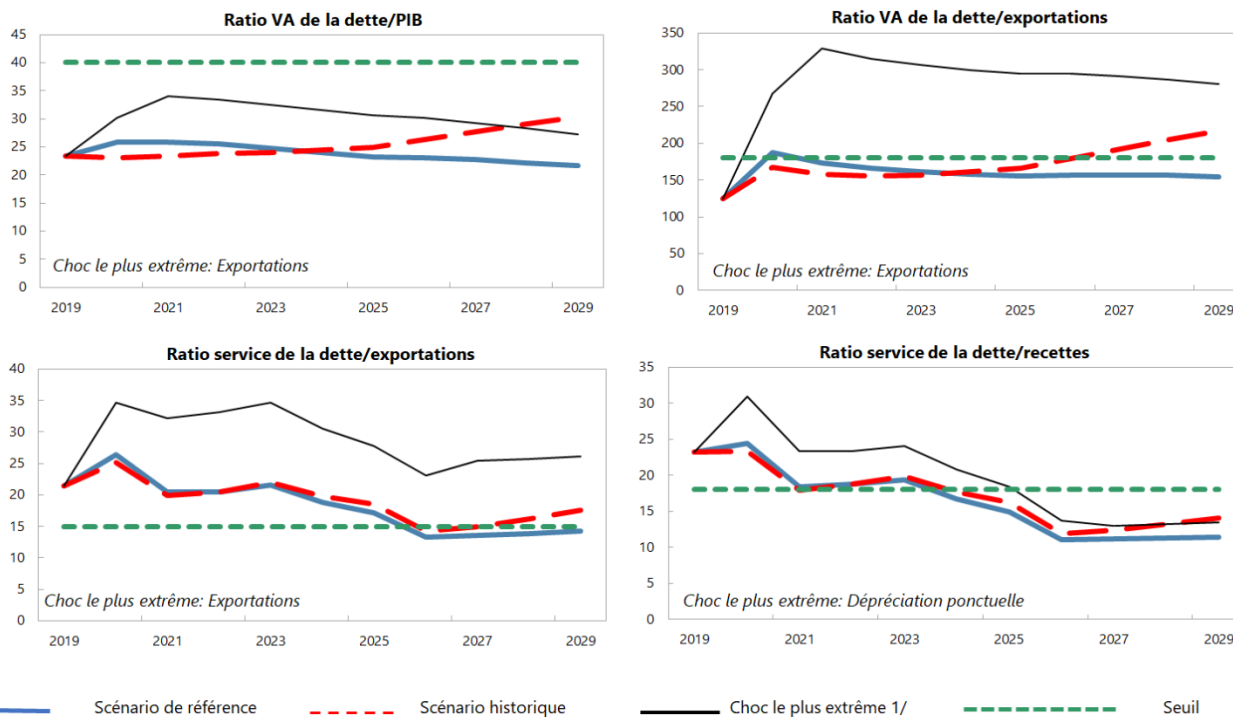 Ratio VA de la dette/PIB
45
40
35
30
25
20
15
10
5
0
Choc le plus extrême: Exportations
2019 2021 2023 2025 2027 2029
Ratio VA de la dette/exportations
350
300
250
200
150
100
50
0
Choc le plus extrême: Exportations
2019 2021 2023 2025 2027 2029
Ratio service de la dette/exportations
40
35
30
25
20
15
10
5
0
Choc le plus extrême: Exportations
2019 2021 2023 2025 2027 2029
Ratio service de la dette/recettes
35
30
25
20
15
10
5
0
Choc le plus extrême: Dépréciation ponctuelle
2019 2021 2023 2025 2027 2029
Scénario de référence Scénario historique Choc le plus extrême 1/ Seuil